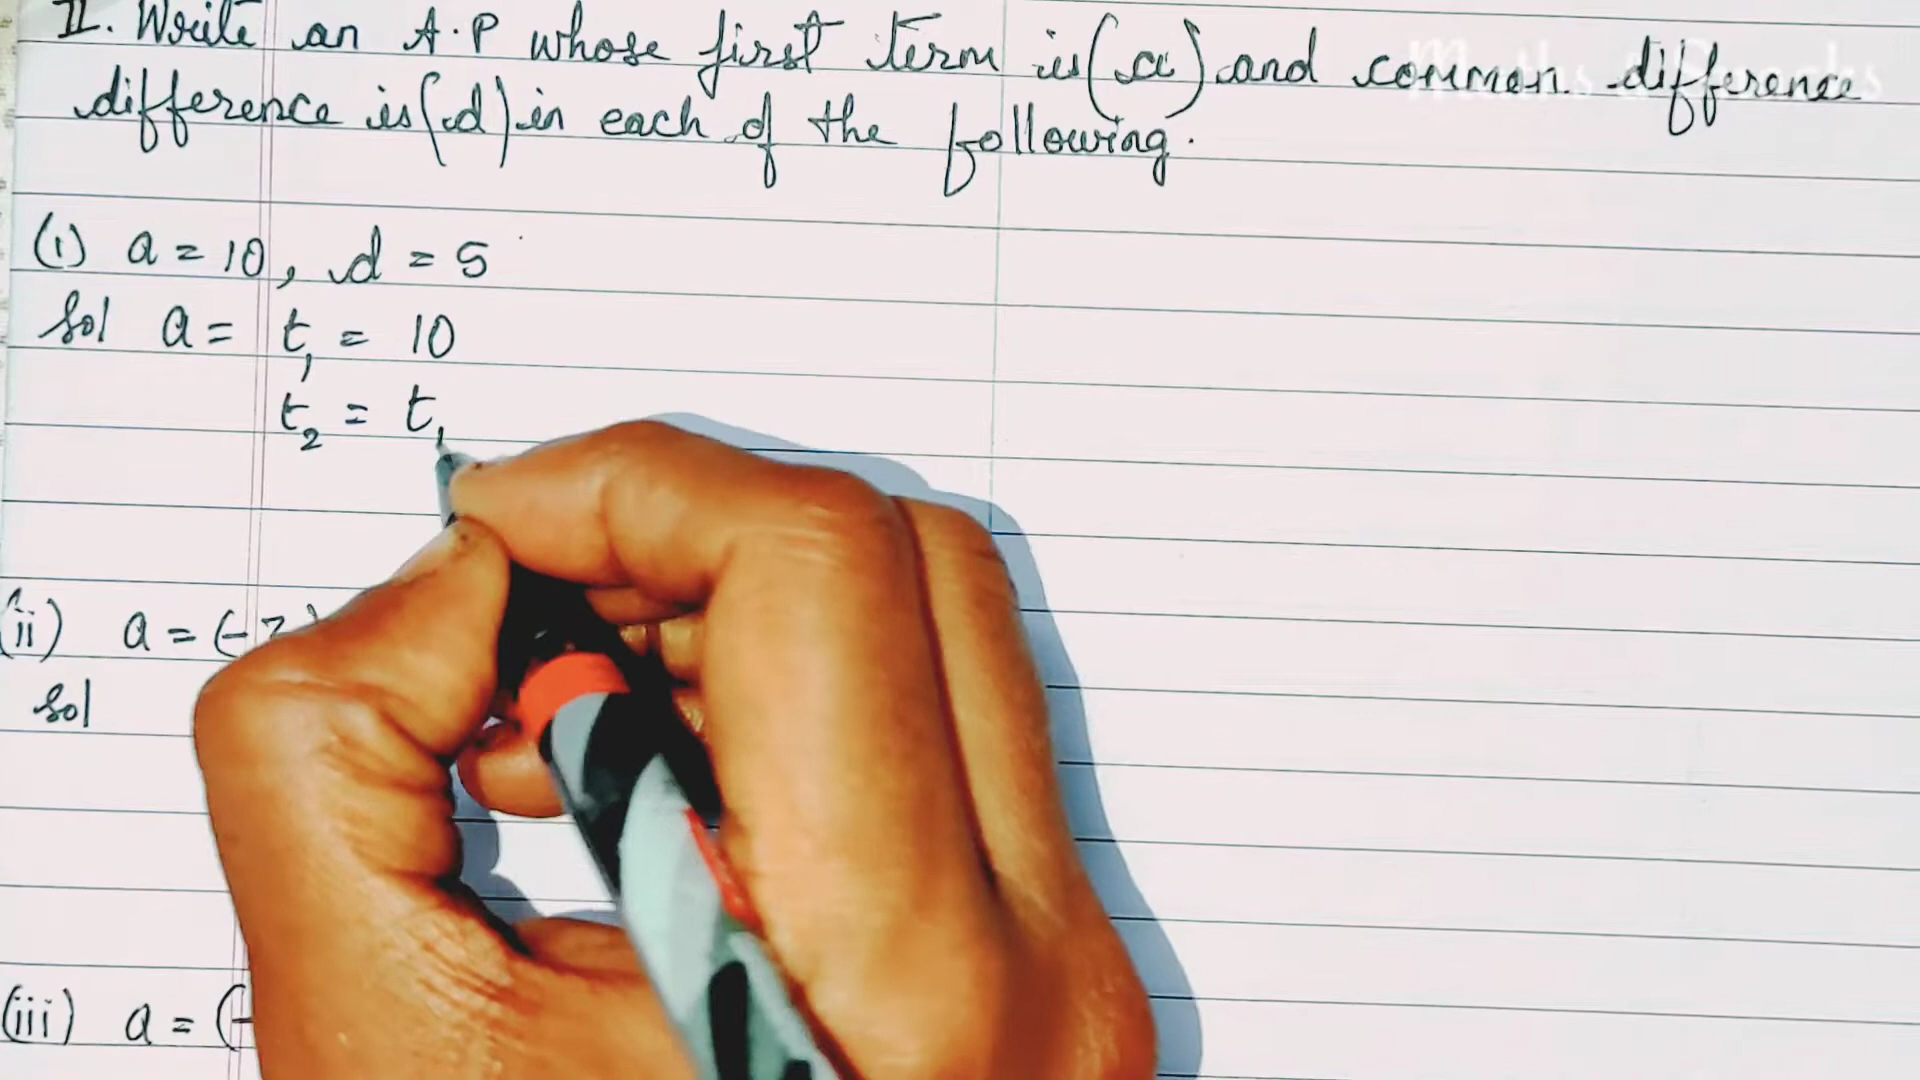 II. Write an A.P whose first term is (a) and common difference
difference is (d) in each of the following.
(i) a = 10, d = 5
Sol a = t₁ = 10
t₂ = t₁
(ii) a = (-
Sol
(iii) a = (-